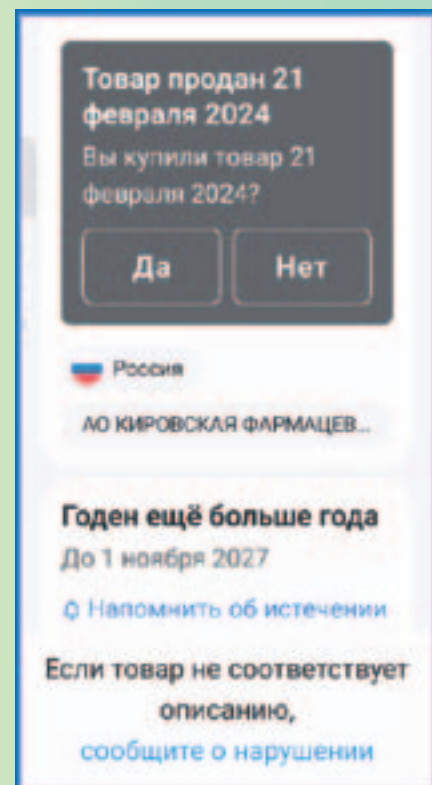 Товар продан 21
февраля 2024
Вы купили товар 21
февраля 2024?
Да
Нет
Россия
АО КИРОВСКАЯ ФАРМАЦЕВ...
Годен ещё больше года
До 1 ноября 2027
Напомнить об истечении
Если товар не соответствует
описанию,
сообщите о нарушении